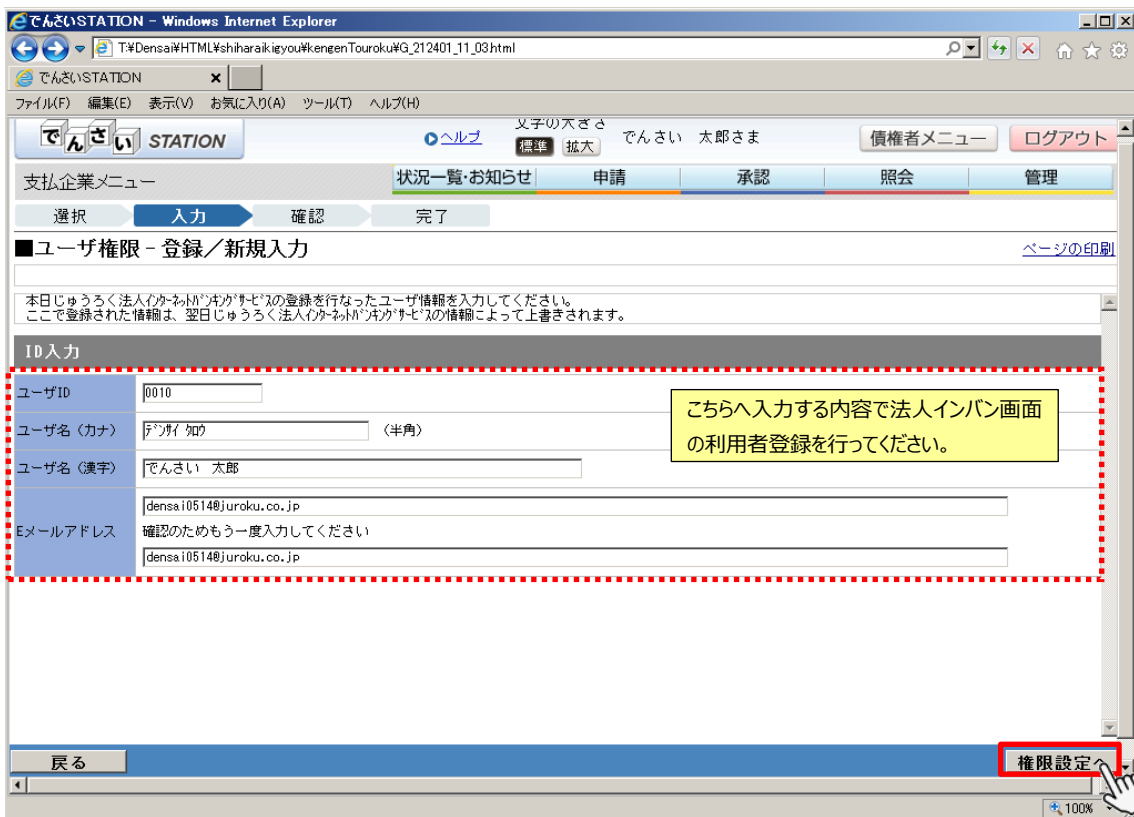 でんさいSTATION - Windows Internet Explorer
T:¥Densai¥HTML¥shiharaikigyou¥kengenTouroku¥G_212401_11_03.html
でんさいSTATION
ファイル(F) 編集(E) 表示(V) お気に入り(A) ツール(T) ヘルプ(H)
でんさい STATION
ヘルプ
文字の大きさ
標準 拡大
でんさい 太郎さま
債権者メニュー
ログアウト
支払企業メニュー
状況一覧・お知らせ 申請 承認 照会 管理
選択 入力 確認 完了
■ユーザ権限 - 登録／新規入力
ページの印刷
本日じゅうろく法人ｲﾝﾀｰﾈｯﾄﾊﾞﾝｷﾝｸﾞｻｰﾋﾞｽの登録を行なったユーザ情報を入力してください。
ここで登録された情報は、翌日じゅうろく法人ｲﾝﾀｰﾈｯﾄﾊﾞﾝｷﾝｸﾞｻｰﾋﾞｽの情報によって上書きされます。
ID入力
ユーザID 0010
こちらへ入力する内容で法人インバン画面
の利用者登録を行ってください。
ユーザ名（カナ） ﾃﾞﾝｻｲ ﾀﾛｳ （半角）
ユーザ名（漢字） でんさい 太郎
Eメールアドレス
densai0514@juroku.co.jp
確認のためもう一度入力してください
densai0514@juroku.co.jp
戻る
権限設定へ
100%